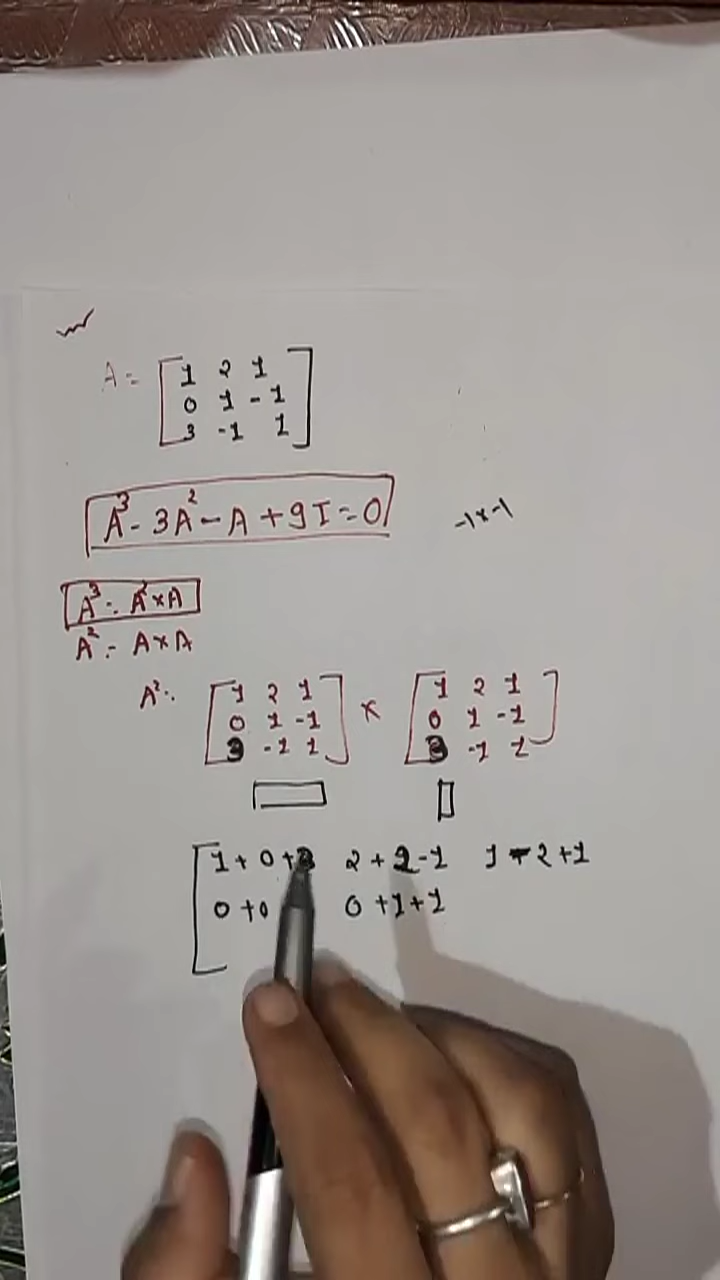 A = [1 2 1
0 1 -1
3 -1 1]
A³ - 3A² - A + 9I = 0
-1 x -1
A³ = A² x A
A² = A x A
A² = [1 2 1 ] x [1 2 1
0 1 -1 0 1 -1
3 -1 1 3 -1 1]
1 + 0 + 3 2 + 2 - 1 1 - 2 + 1
0 + 0 0 + 1 + 1